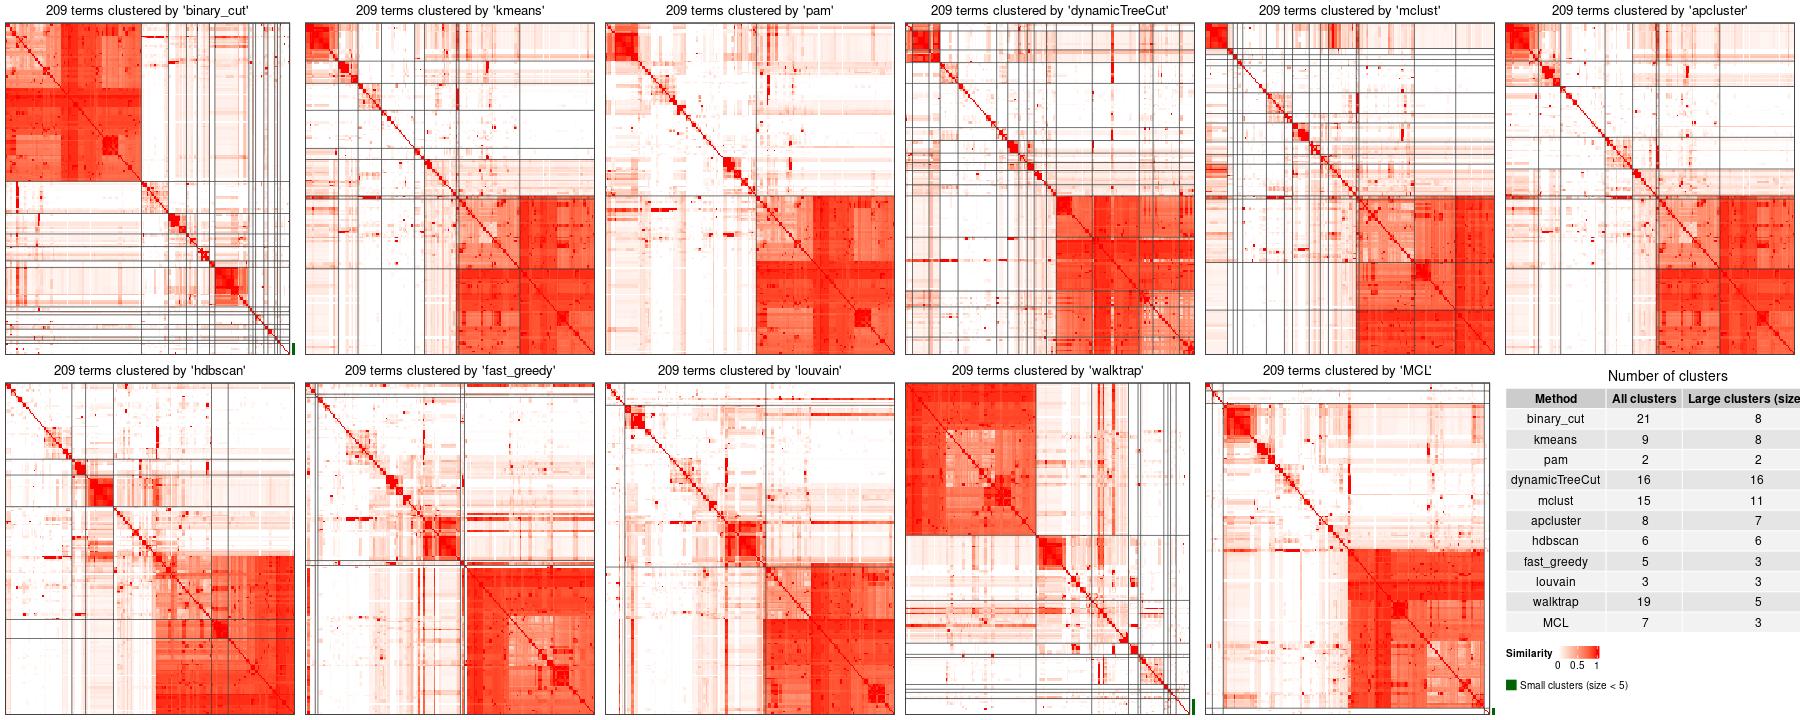 209 terms clustered by 'binary_cut'
209 terms clustered by 'kmeans'
209 terms clustered by 'pam'
209 terms clustered by 'dynamicTreeCut'
209 terms clustered by 'mclust'
209 terms clustered by 'apcluster'
209 terms clustered by 'hdbscan'
209 terms clustered by 'fast_greedy'
209 terms clustered by 'louvain'
209 terms clustered by 'walktrap'
209 terms clustered by 'MCL'
Number of clusters
Method All clusters Large clusters (size
binary_cut 21 8
kmeans 9 8
pam 2 2
dynamicTreeCut 16 16
mclust 15 11
apcluster 8 7
hdbscan 6 6
fast_greedy 5 3
louvain 3 3
walktrap 19 5
MCL 7 3
Similarity
0 0.5 1
Small clusters (size < 5)